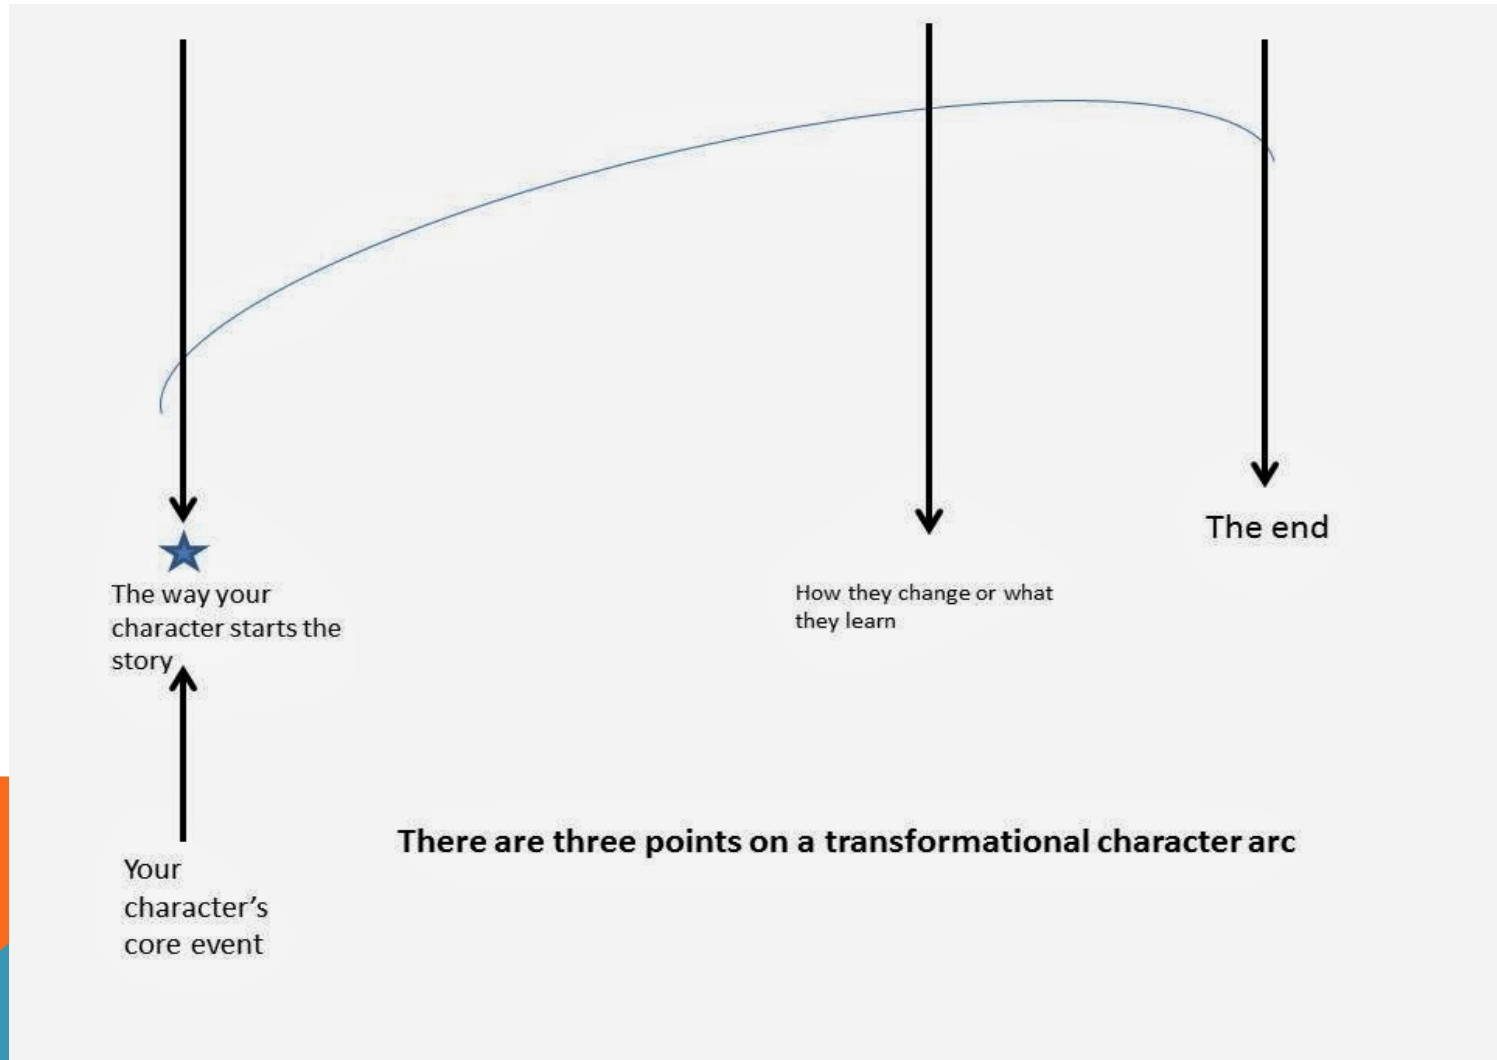 The end
The way your
character starts the
story
How they change or what
they learn
There are three points on a transformational character arc
Your
character’s
core event